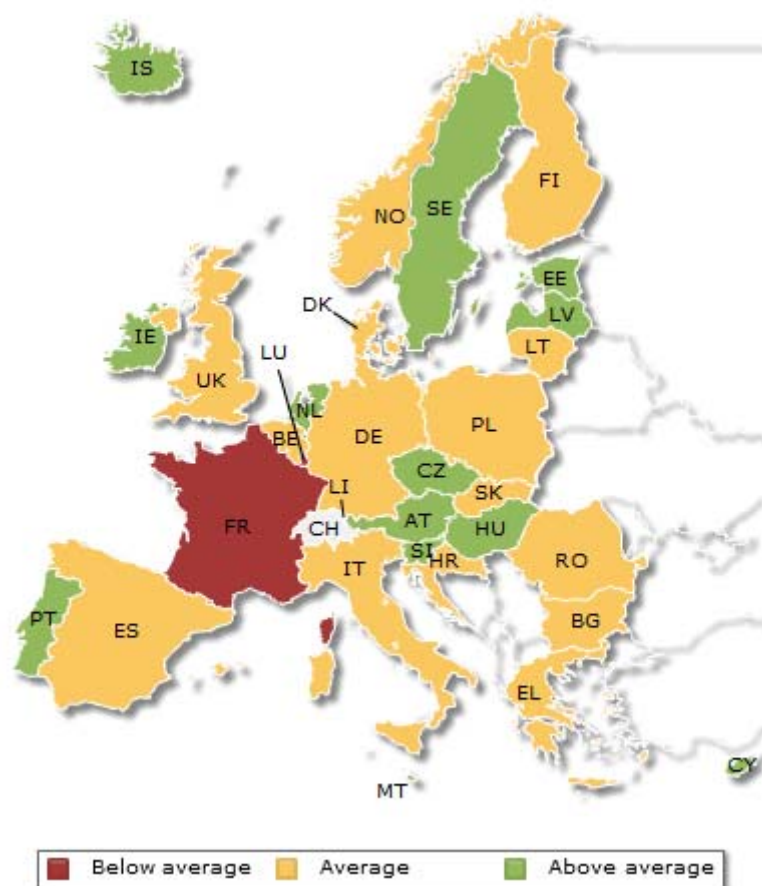 IS
FI
NO
SE
EE
DK
LV
IE
LT
LU
UK
NL
BE
DE
PL
CZ
LI
SK
FR
CH
AT
HU
SI
HR
IT
RO
PT
ES
BG
EL
CY
MT
Below average Average Above average